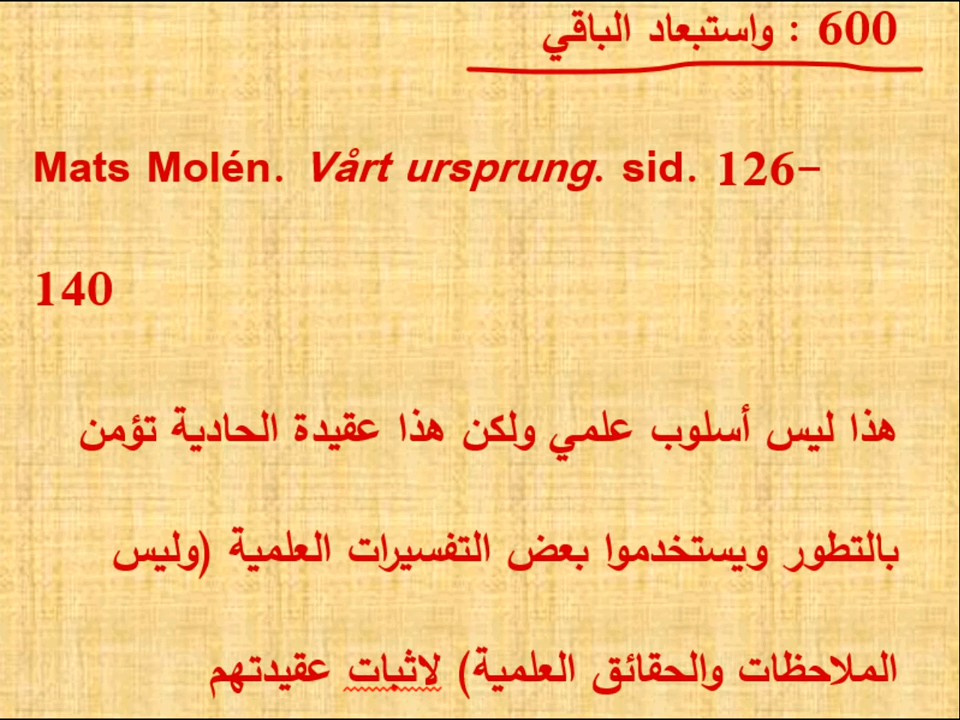 600 : واستبعاد الباقي
Mats Molén. Vårt ursprung. sid. 126-
140
هذا ليس أسلوب علمي ولكن هذا عقيدة الحادية تؤمن
بالتطور ويستخدموا بعض التفسيرات العلمية (وليس
الملاحظات والحقائق العلمية) لاثبات عقيدتهم